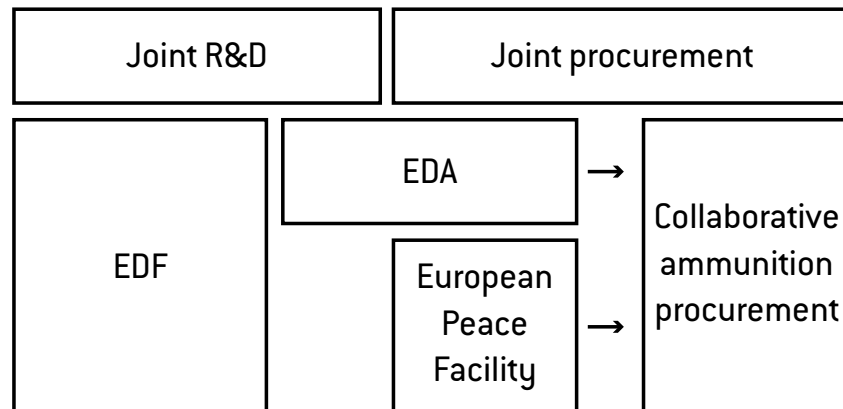 Joint R&D
Joint procurement
EDF
EDA
→
European
Peace
Facility
→
Collaborative
ammunition
procurement